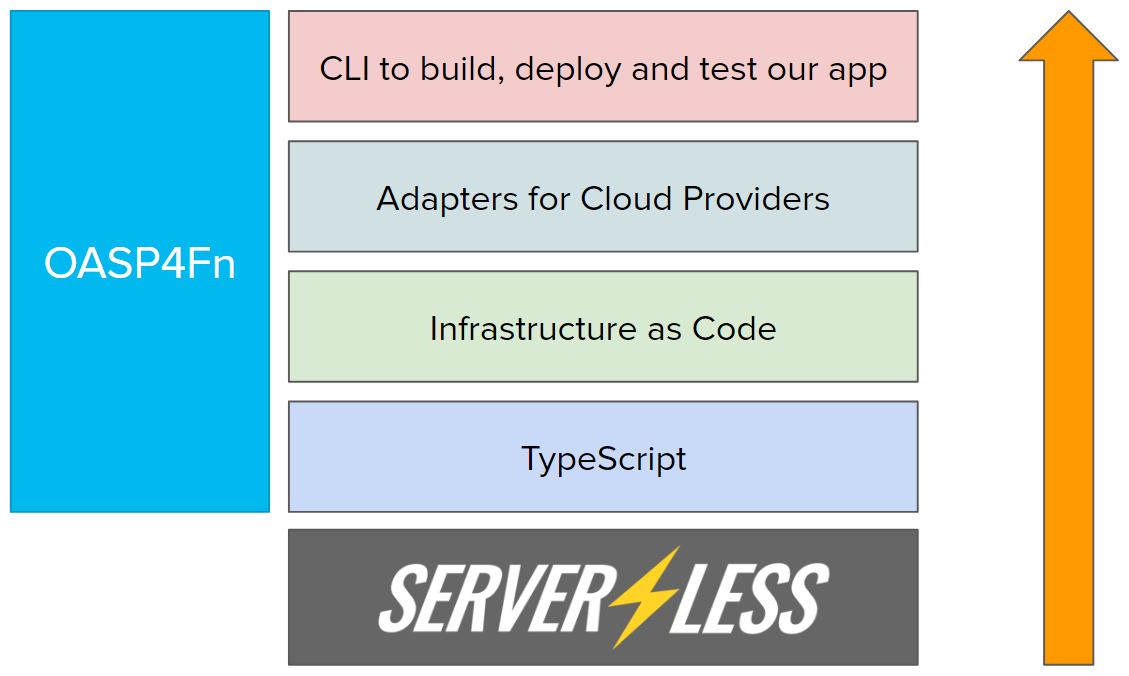 OASP4Fn
CLI to build, deploy and test our app
Adapters for Cloud Providers
Infrastructure as Code
TypeScript
SERVERLESS